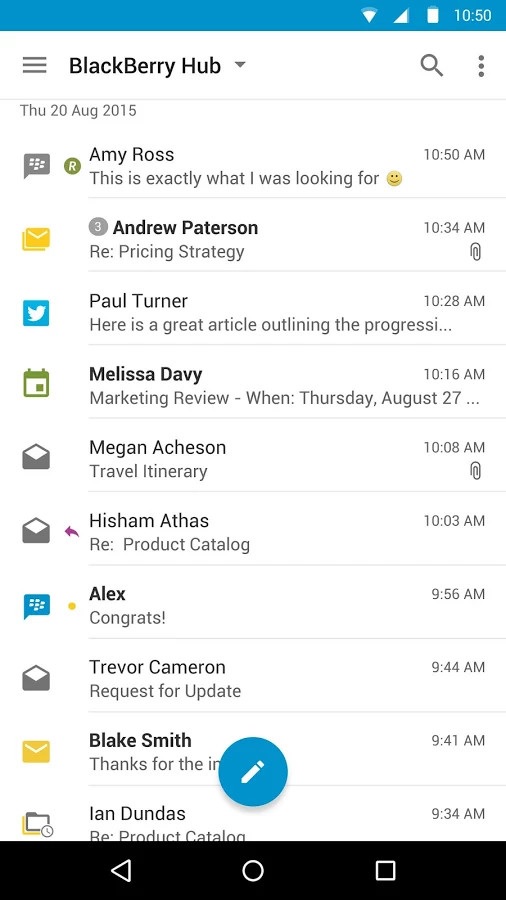 10:50
BlackBerry Hub
Thu 20 Aug 2015
R
Amy Ross
10:50 AM
This is exactly what I was looking for
3
Andrew Paterson
10:34 AM
Re: Pricing Strategy
Paul Turner
10:28 AM
Here is a great article outlining the progressi...
Melissa Davy
10:16 AM
Marketing Review - When: Thursday, August 27 ...
Megan Acheson
10:08 AM
Travel Itinerary
Hisham Athas
10:03 AM
Re:  Product Catalog
Alex
9:56 AM
Congrats!
Trevor Cameron
9:44 AM
Request for Update
Blake Smith
9:41 AM
Thanks for the in
Ian Dundas
9:34 AM
Re: Product Catalog